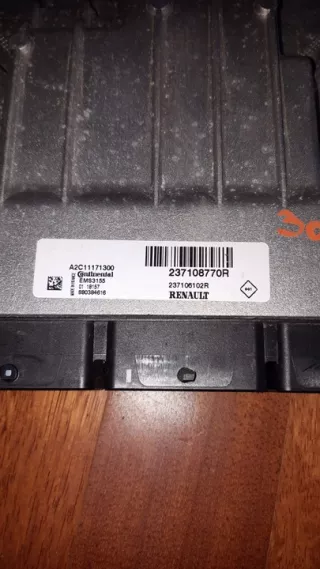 A2C11171300
Continental
EMS3155
237108770R
237106102R
RENAULT